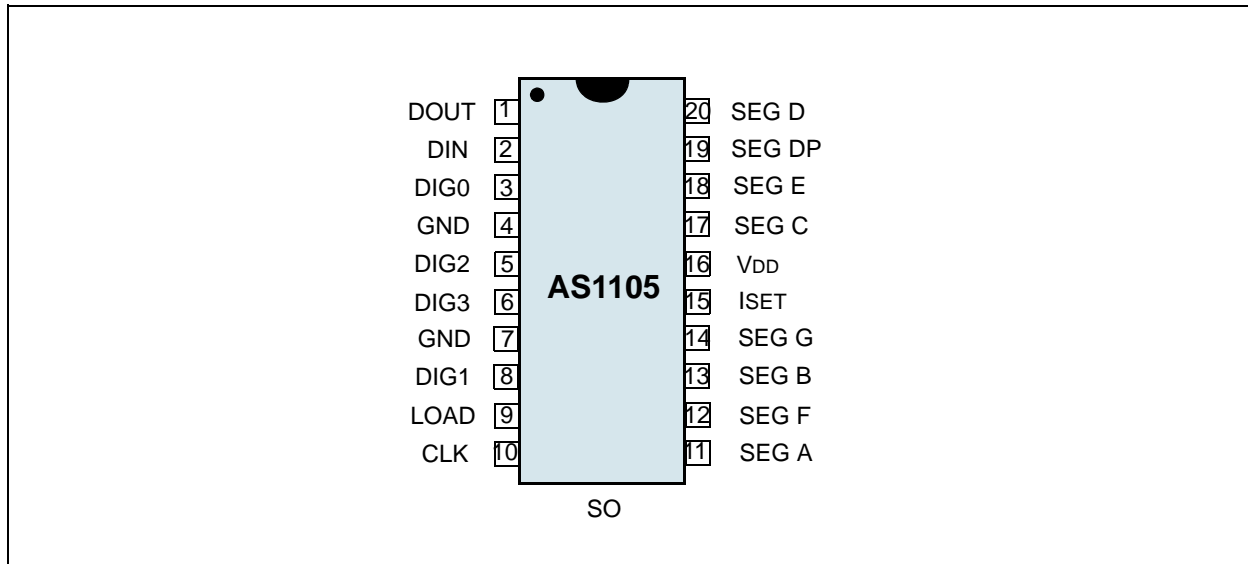 DOUT 1 20 SEG D
DIN 2 19 SEG DP
DIG0 3 18 SEG E
GND 4 17 SEG C
DIG2 5 16 VDD
AS1105
DIG3 6 15 ISET
GND 7 14 SEG G
DIG1 8 13 SEG B
LOAD 9 12 SEG F
CLK 10 11 SEG A
SO